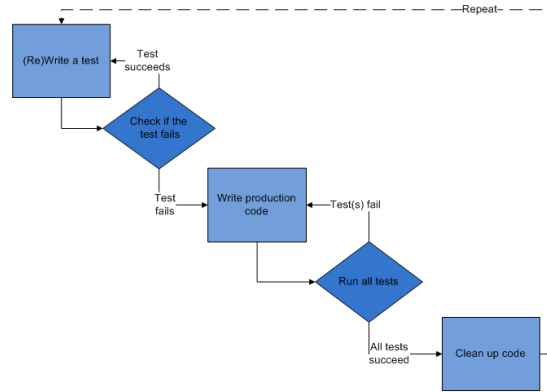 Repeat
(Re)Write a test
Test
succeeds
Check if the
test fails
Test
fails
Write production
code
Test(s) fail
Run all tests
All tests
succeed
Clean up code